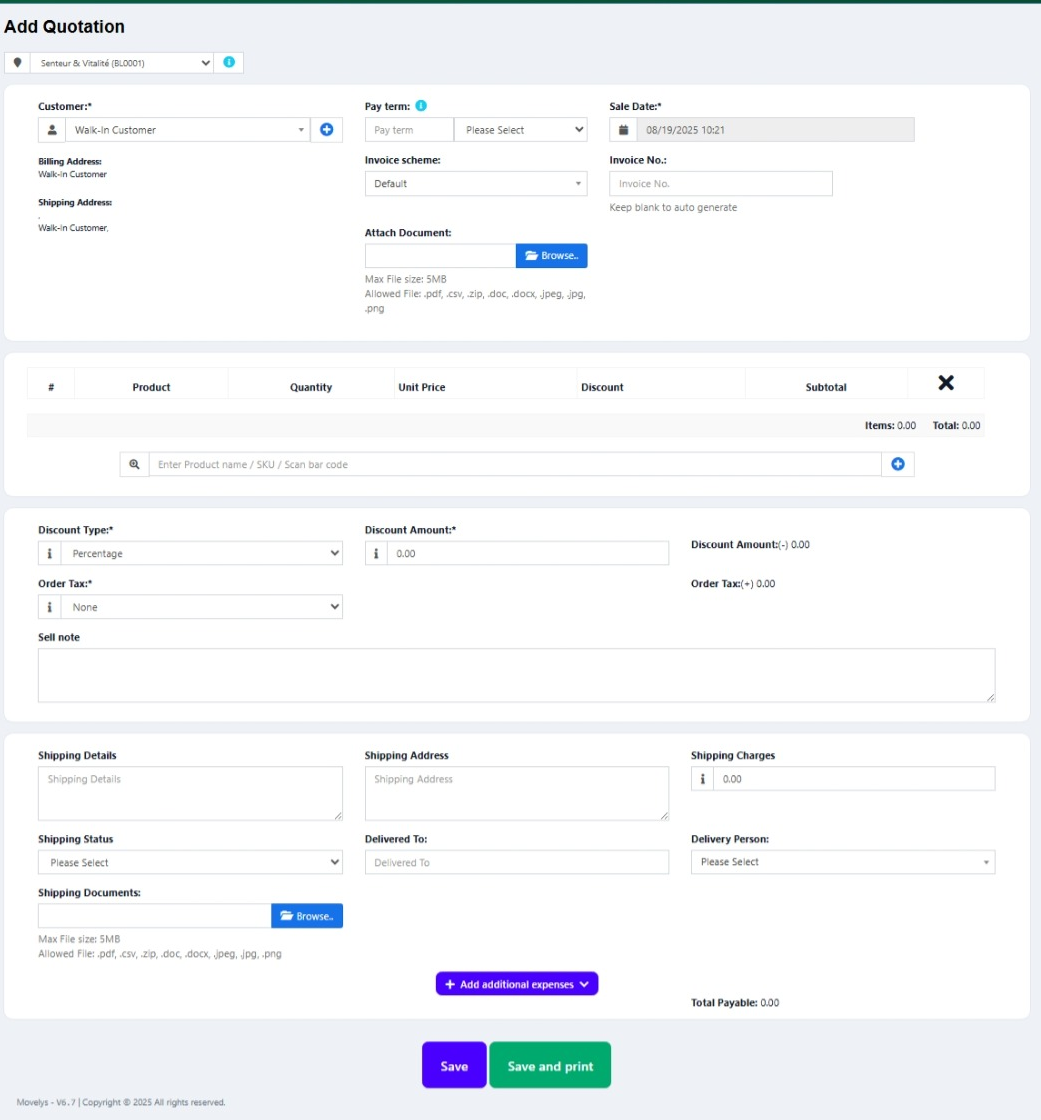 Add Quotation
Senteur & Vitalité (BL0001)
Customer:*
Walk-In Customer
Billing Address:
Walk-In Customer
Shipping Address:
,
Walk-In Customer,
Pay term:
Pay term
Please Select
Sale Date:*
08/19/2025 10:21
Invoice scheme:
Default
Invoice No.:
Invoice No.
Keep blank to auto generate
Attach Document:
Browse..
Max File size: 5MB
Allowed File: .pdf, .csv, .zip, .doc, .docx, .jpeg, .jpg,
.png
# Product Quantity Unit Price Discount Subtotal
Items: 0.00 Total: 0.00
Enter Product name / SKU / Scan bar code
Discount Type:*
Percentage
Discount Amount:*
0.00
Discount Amount:(-) 0.00
Order Tax:*
None
Order Tax:(+) 0.00
Sell note
Shipping Details
Shipping Details
Shipping Address
Shipping Address
Shipping Charges
0.00
Shipping Status
Please Select
Delivered To:
Delivered To
Delivery Person:
Please Select
Shipping Documents:
Browse..
Max File size: 5MB
Allowed File: .pdf, .csv, .zip, .doc, .docx, .jpeg, .jpg, .png
Add additional expenses
Total Payable: 0.00
Save
Save and print
Movelys - V6.7 | Copyright © 2025 All rights reserved.